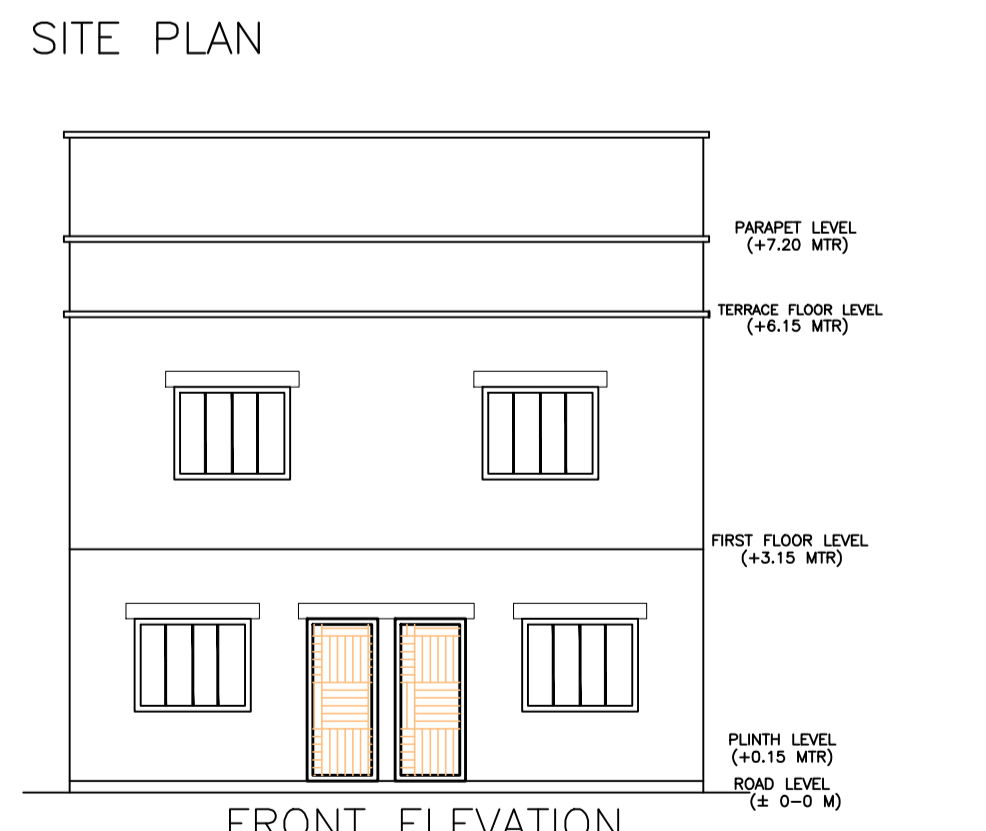 SITE PLAN
PARAPET LEVEL
(+7.20 MTR)
TERRACE FLOOR LEVEL
(+6.15 MTR)
FIRST FLOOR LEVEL
(+3.15 MTR)
PLINTH LEVEL
(+0.15 MTR)
ROAD LEVEL
(± 0-0 M)
FRONT ELEVATION